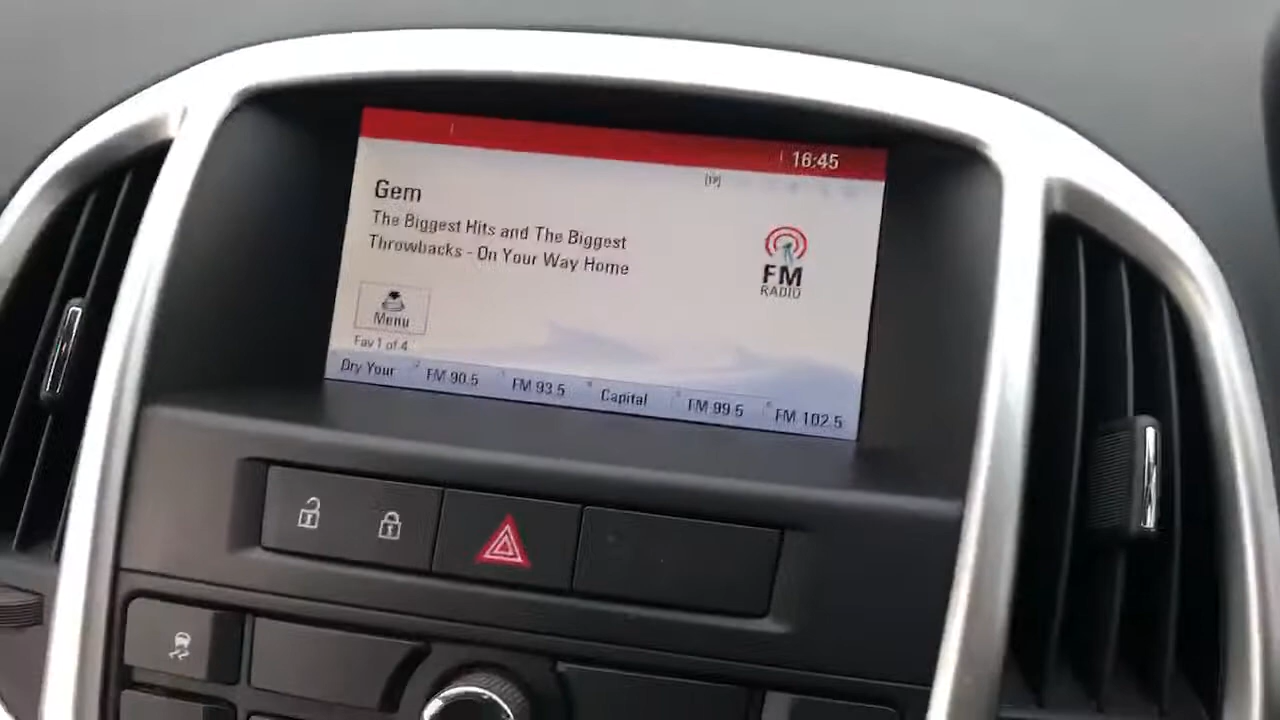 16:45
[TP]
Gem
The Biggest Hits and The Biggest
Throwbacks - On Your Way Home
FM
RADIO
Menu
Fav 1 of 4
Dry Your
FM 90.5
FM 93.5
Capital
FM 99.5
FM 102.5